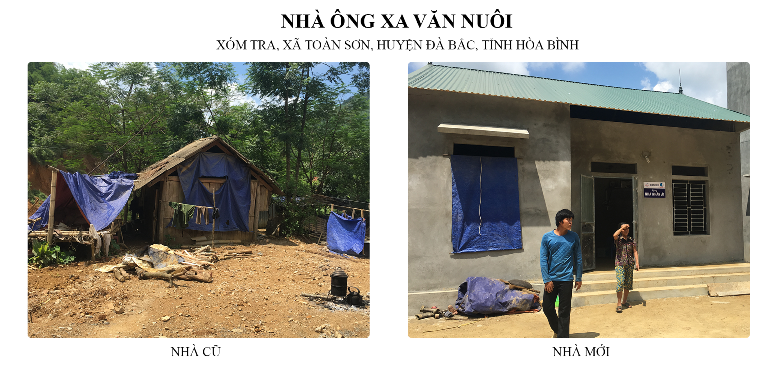 NHÀ ÔNG XA VĂN NUÔI
XÓM TRA, XÃ TOÀN SƠN, HUYỆN ĐÀ BẮC, TỈNH HÒA BÌNH
NHÀ CŨ
NHÀ MỚI